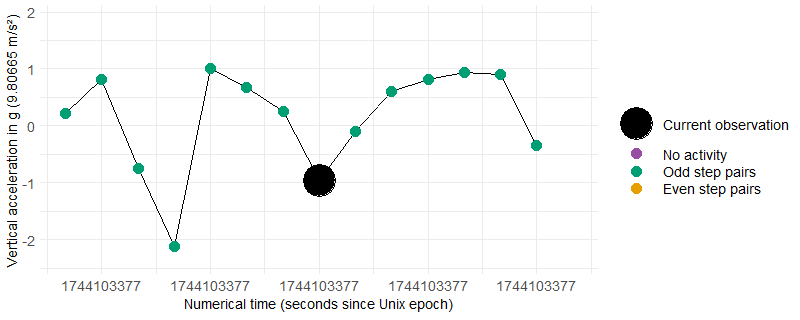 Vertical acceleration in g (9.80665 m/s²)
2
1
0
-1
-2
1744103377 1744103377 1744103377 1744103377 1744103377
Numerical time (seconds since Unix epoch)
Current observation
No activity
Odd step pairs
Even step pairs